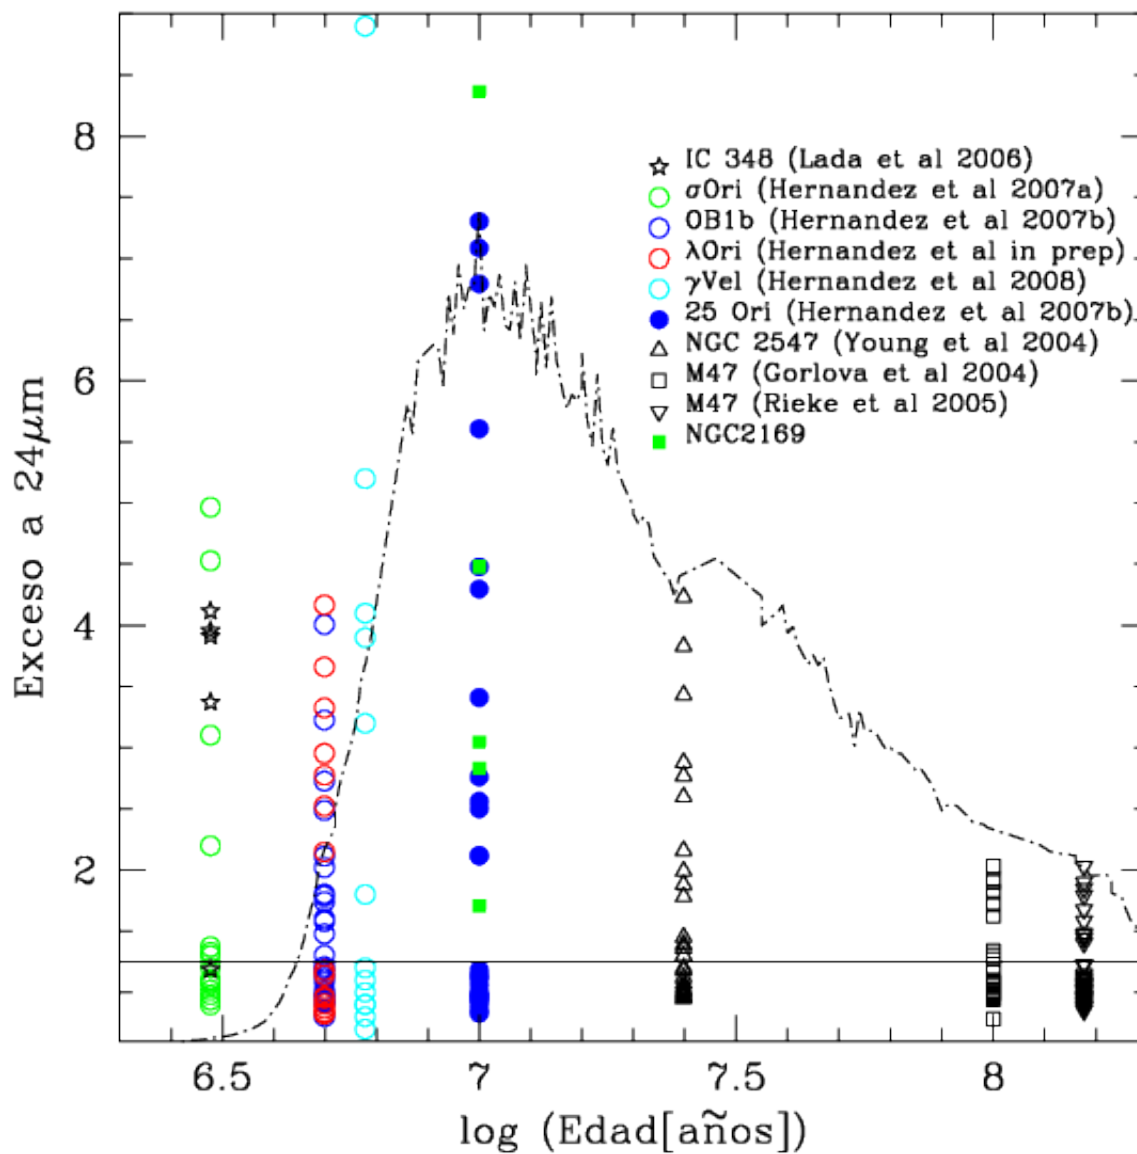 8
6
4
2
Exceso a 24μm
IC 348 (Lada et al 2006)
σOri (Hernandez et al 2007a)
OB1b (Hernandez et al 2007b)
λOri (Hernandez et al in prep)
γVel (Hernandez et al 2008)
25 Ori (Hernandez et al 2007b)
NGC 2547 (Young et al 2004)
M47 (Gorlova et al 2004)
M47 (Rieke et al 2005)
NGC2169
6.5 7 7.5 8
log (Edad[años])